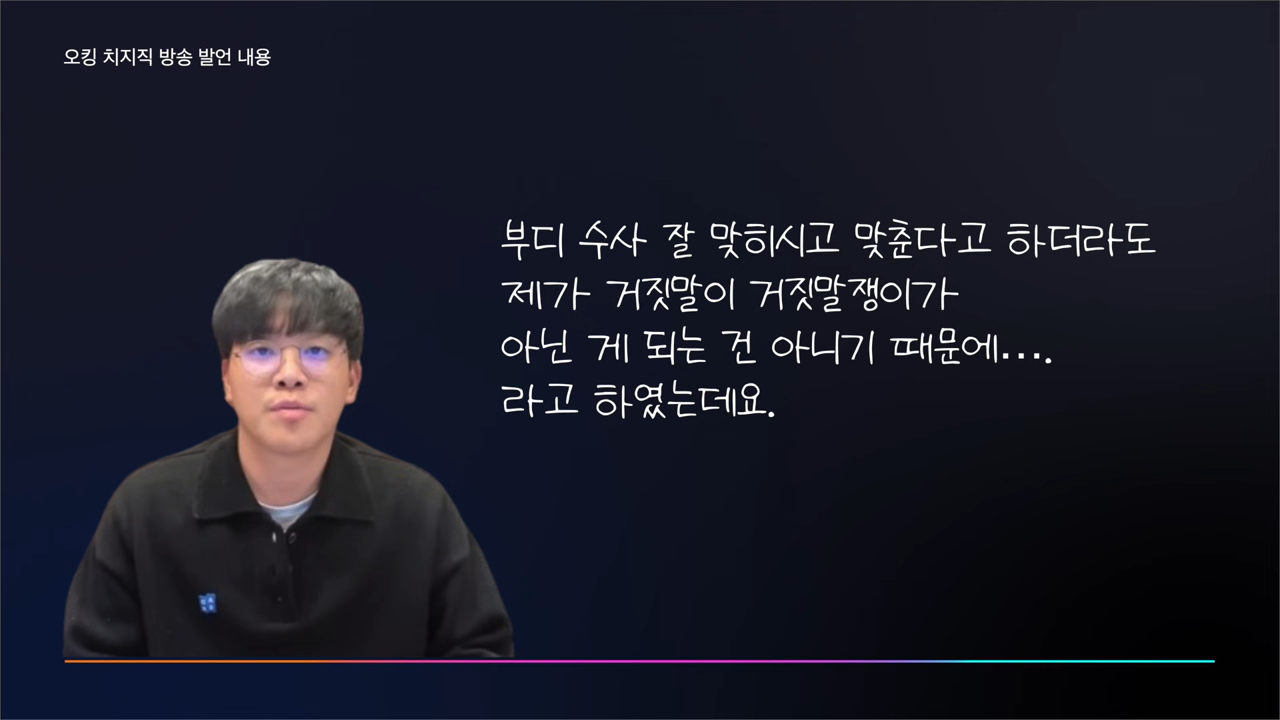 오킹 치지직 방송 발언 내용
부디 수사 잘 맞히시고 맞춘다고 하더라도
제가 거짓말이 거짓말쟁이가
아닌 게 되는 건 아니기 때문에....
라고 하였는데요.